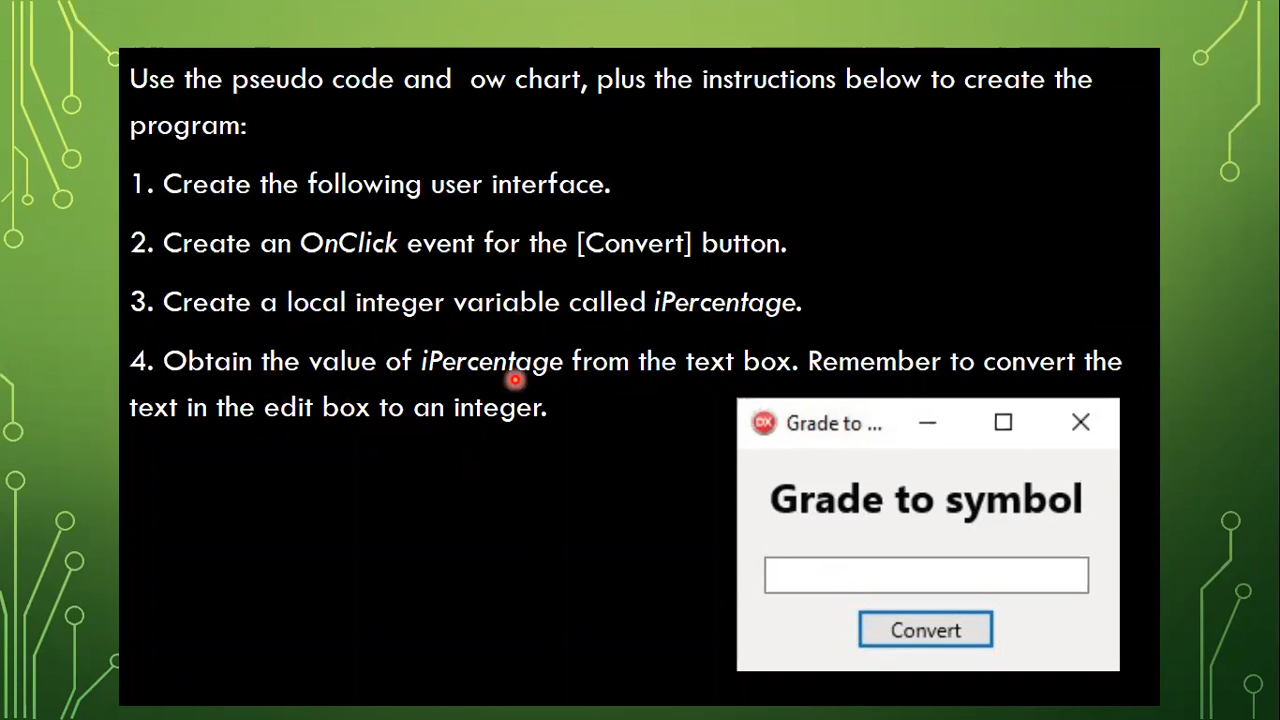 Use the pseudo code and  ow chart, plus the instructions below to create the
program:
1. Create the following user interface.
2. Create an OnClick event for the [Convert] button.
3. Create a local integer variable called iPercentage.
4. Obtain the value of iPercentage from the text box. Remember to convert the
text in the edit box to an integer.
DX Grade to ...
Grade to symbol
Convert